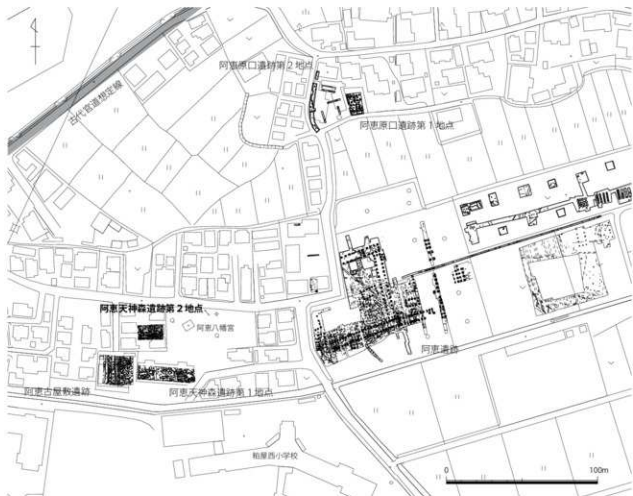 阿恵原口遺跡第２地点
古代官道想定線
阿恵原口遺跡第１地点
阿恵天神森遺跡第２地点
阿恵八幡宮
阿恵遺跡
阿恵古屋敷遺跡
阿恵天神森遺跡第１地点
粕屋西小学校
0
100m